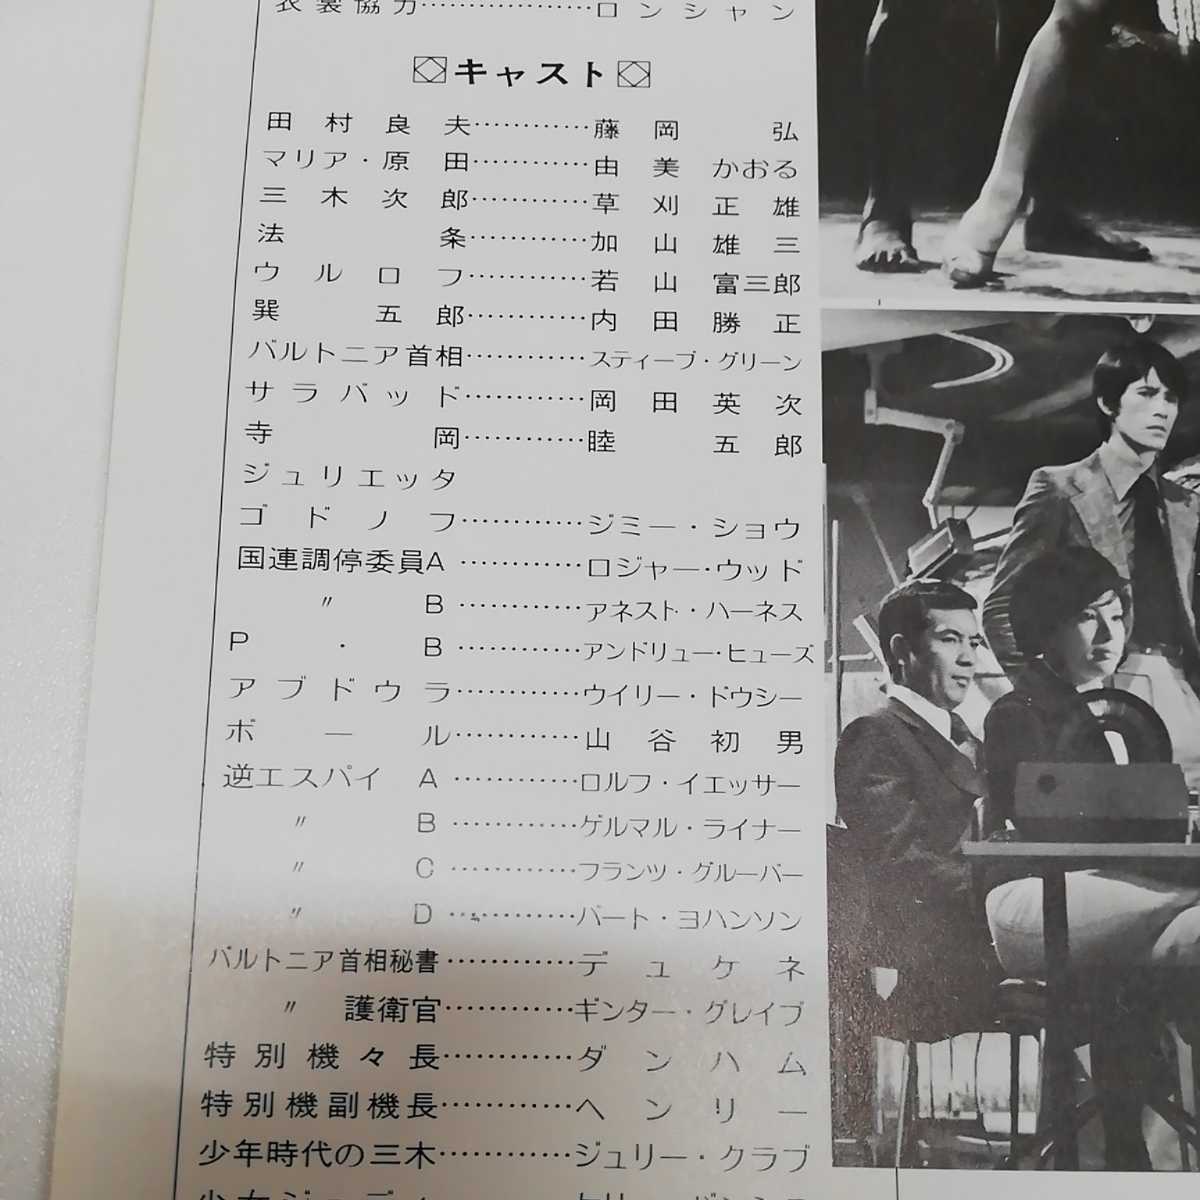 衣裳協力………………ロンシャン
キャスト
田村良夫…………藤岡弘
マリア・原田…………由美かおる
三木次郎…………草刈正雄
法条…………加山雄三
ウルロフ…………若山富三郎
巽五郎…………内田勝正
バルトニア首相…………スティーブ・グリーン
サラバッド…………岡田英次
寺岡…………睦五郎
ジュリエッタ
ゴドノフ…………ジミー・ショウ
国連調停委員A…………ロジャー・ウッド
〃B…………アネスト・ハーネス
P・B…………アンドリュー・ヒューズ
アブドウラ…………ウイリー・ドウシー
ポール…………山谷初男
逆エスパイA…………ロルフ・イエッサー
〃B…………ゲルマル・ライナー
〃C…………フランツ・グルーバー
〃D…………バート・ヨハンソン
バルトニア首相秘書…………デュケネ
〃護衛官…………ギンター・グレイブ
特別機々長…………ダンハム
特別機副機長…………ヘンリー
少年時代の三木…………ジュリー・クラブ